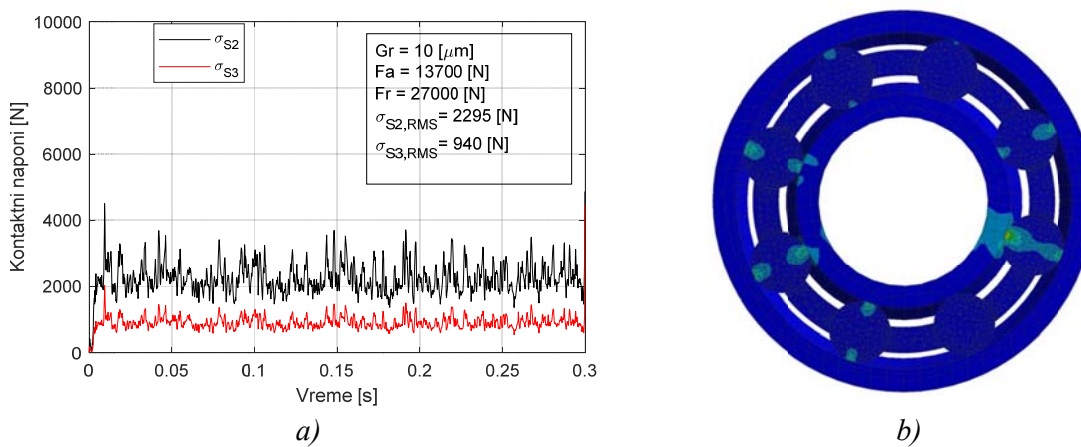 10000
8000
6000
4000
2000
0
Kontaktni naponi [N]
σS2
σS3
Gr = 10 [μm]
Fa = 13700 [N]
Fr = 27000 [N]
σS2,RMS= 2295 [N]
σS3,RMS= 940 [N]
0 0.05 0.1 0.15 0.2 0.25 0.3
Vreme [s]
a)
b)